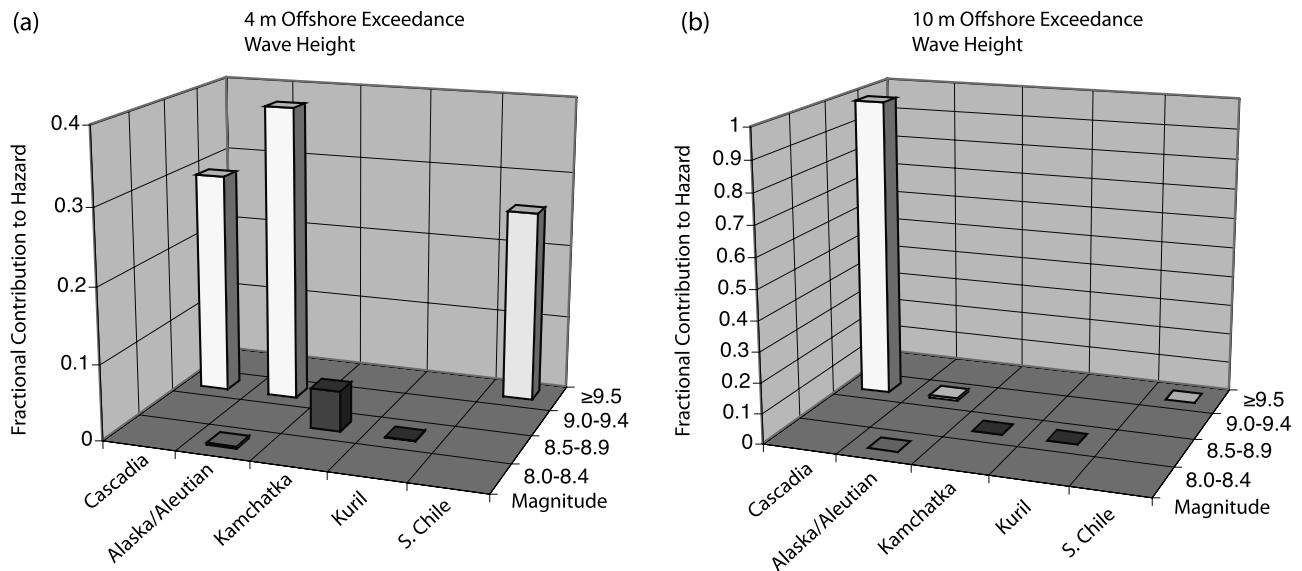 (a)
4 m Offshore Exceedance
Wave Height
Fractional Contribution to Hazard
0.4
0.3
0.2
0.1
0
Cascadia
Alaska/Aleutian
Kamchatka
Kuril
S. Chile
≥9.5
9.0-9.4
8.5-8.9
8.0-8.4
Magnitude
(b)
10 m Offshore Exceedance
Wave Height
Fractional Contribution to Hazard
1
0.9
0.8
0.7
0.6
0.5
0.4
0.3
0.2
0.1
0
Cascadia
Alaska/Aleutian
Kamchatka
Kuril
S. Chile
≥9.5
9.0-9.4
8.5-8.9
8.0-8.4
Magnitude